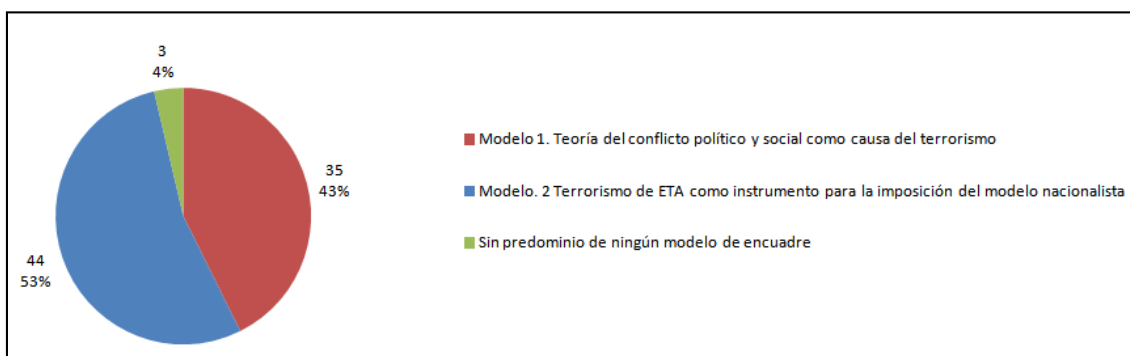 3
4%
35
43%
44
53%
Modelo 1. Teoría del conflicto político y social como causa del terrorismo
Modelo. 2 Terrorismo de ETA como instrumento para la imposición del modelo nacionalista
Sin predominio de ningún modelo de encuadre